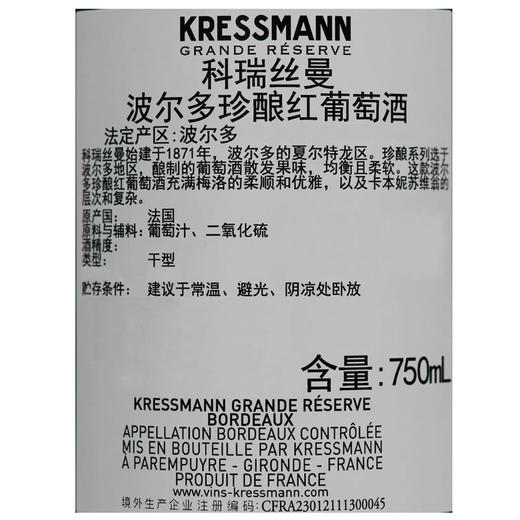 KRESSMANN
GRANDE RÉSERVE
科瑞丝曼
波尔多珍酿红葡萄酒
法定产区:波尔多
科瑞丝曼始建于1871年，波尔多的夏尔特龙区。珍酿系列选于
波尔多地区，酿制的葡萄酒散发果味，均衡且柔软。这款波尔
多珍酿红葡萄酒充满梅洛的柔顺和优雅，以及卡本妮苏维翁的
层次和复杂。
原产国: 法国
原料与辅料: 葡萄汁、二氧化硫
酒精度:
类型: 干型
贮存条件: 建议于常温、避光、阴凉处卧放
含量:750mL
KRESSMANN GRANDE RÉSERVE
BORDEAUX
APPELLATION BORDEAUX CONTRÔLÉE
MIS EN BOUTEILLE PAR KRESSMANN
À PAREMPUYRE - GIRONDE - FRANCE
PRODUIT DE FRANCE
www.vins-kressmann.com
境外生产企业注册编码:CFRA23012111300045